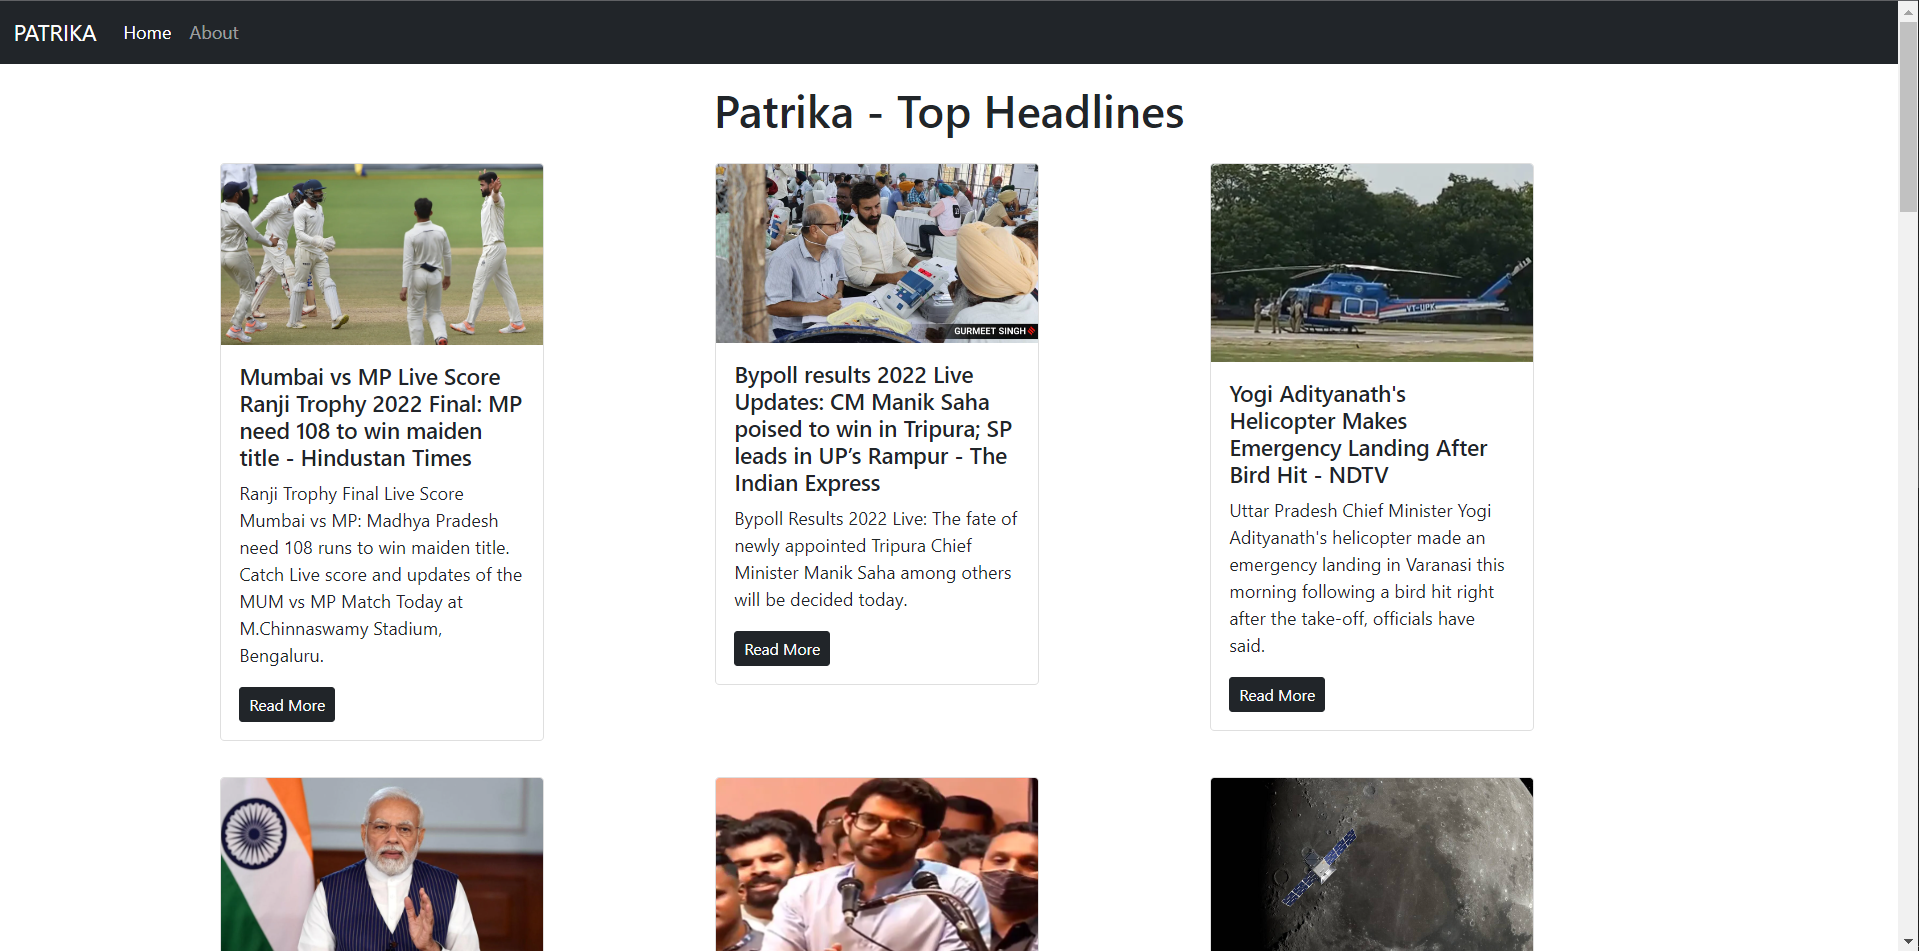 PATRIKA Home About
Patrika - Top Headlines
GURMEET SINGH
Mumbai vs MP Live Score
Ranji Trophy 2022 Final: MP
need 108 to win maiden
title - Hindustan Times
Ranji Trophy Final Live Score
Mumbai vs MP: Madhya Pradesh
need 108 runs to win maiden title.
Catch Live score and updates of the
MUM vs MP Match Today at
M.Chinnaswamy Stadium,
Bengaluru.
Read More
Bypoll results 2022 Live
Updates: CM Manik Saha
poised to win in Tripura; SP
leads in UP’s Rampur - The
Indian Express
Bypoll Results 2022 Live: The fate of
newly appointed Tripura Chief
Minister Manik Saha among others
will be decided today.
Read More
VT-UPK
Yogi Adityanath's
Helicopter Makes
Emergency Landing After
Bird Hit - NDTV
Uttar Pradesh Chief Minister Yogi
Adityanath's helicopter made an
emergency landing in Varanasi this
morning following a bird hit right
after the take-off, officials have
said.
Read More